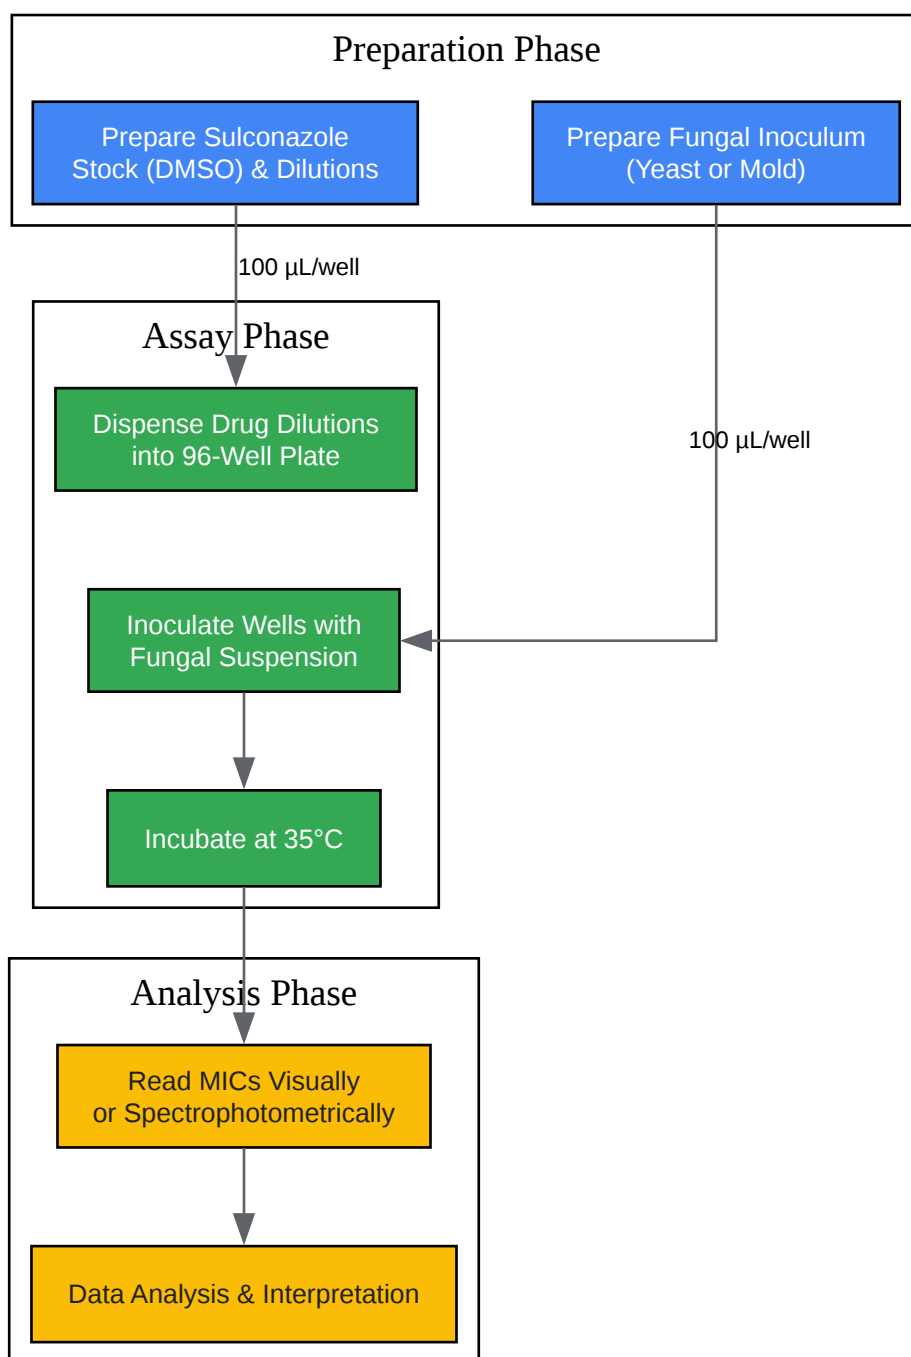 Preparation Phase
Prepare Sulconazole
Stock (DMSO) & Dilutions
Prepare Fungal Inoculum
(Yeast or Mold)
100 µL/well
Assay Phase
Dispense Drug Dilutions
into 96-Well Plate
100 µL/well
Inoculate Wells with
Fungal Suspension
Incubate at 35°C
Analysis Phase
Read MICs Visually
or Spectrophotometrically
Data Analysis & Interpretation